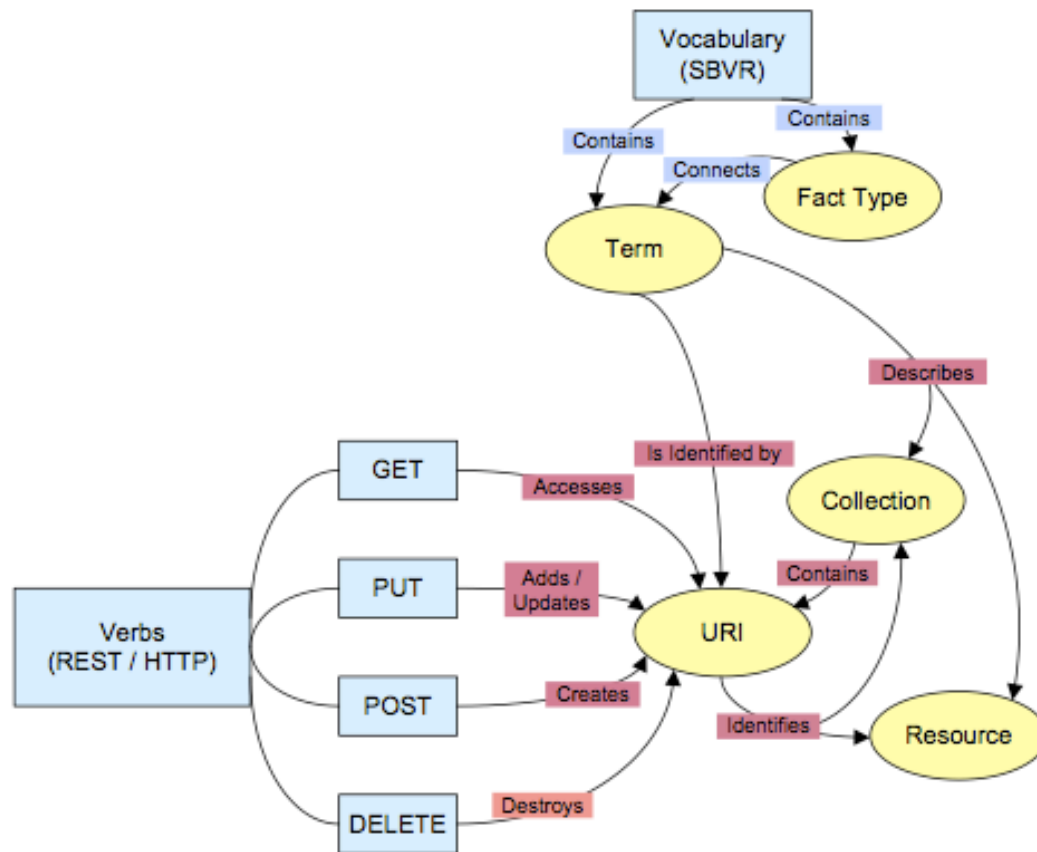 Vocabulary
(SBVR)
Contains
Contains
Connects
Fact Type
Term
Describes
Is Identified by
GET
Accesses
Collection
PUT
Adds /
Updates
Contains
Verbs
(REST / HTTP)
URI
POST
Creates
Identifies
Resource
DELETE
Destroys